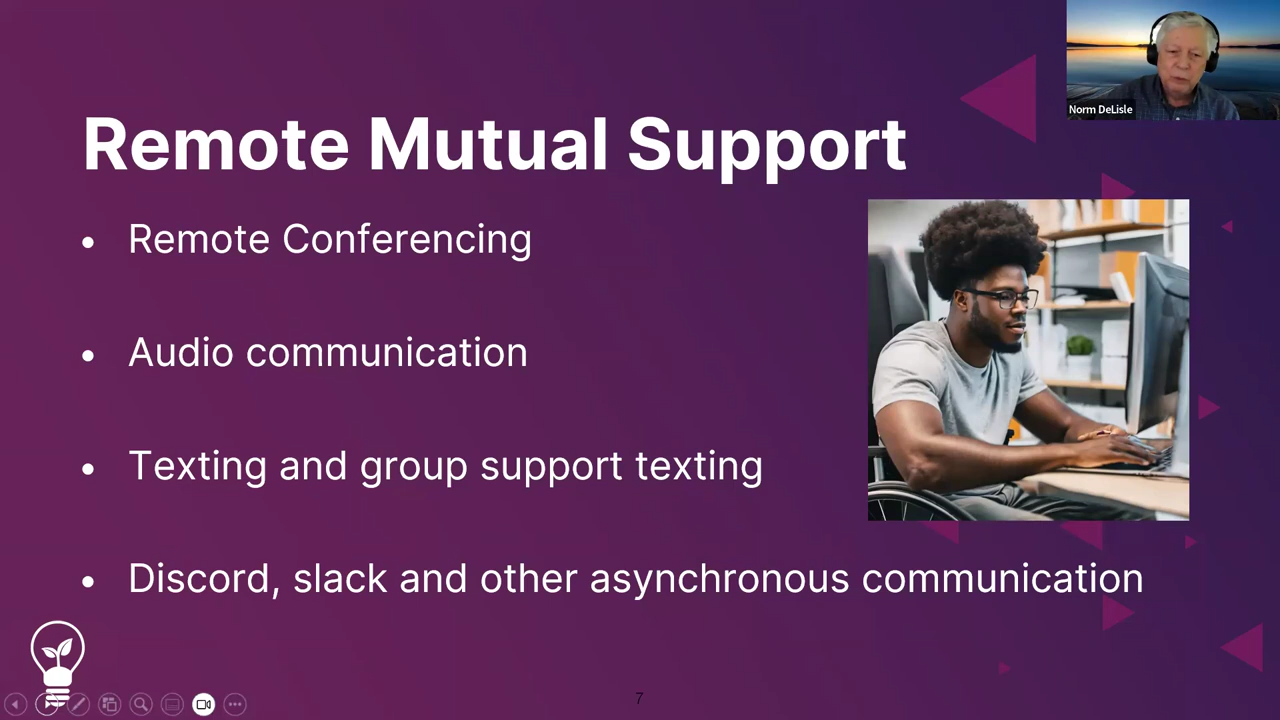 Norm DeLisle
Remote Mutual Support
• Remote Conferencing
• Audio communication
• Texting and group support texting
• Discord, slack and other asynchronous communication
7